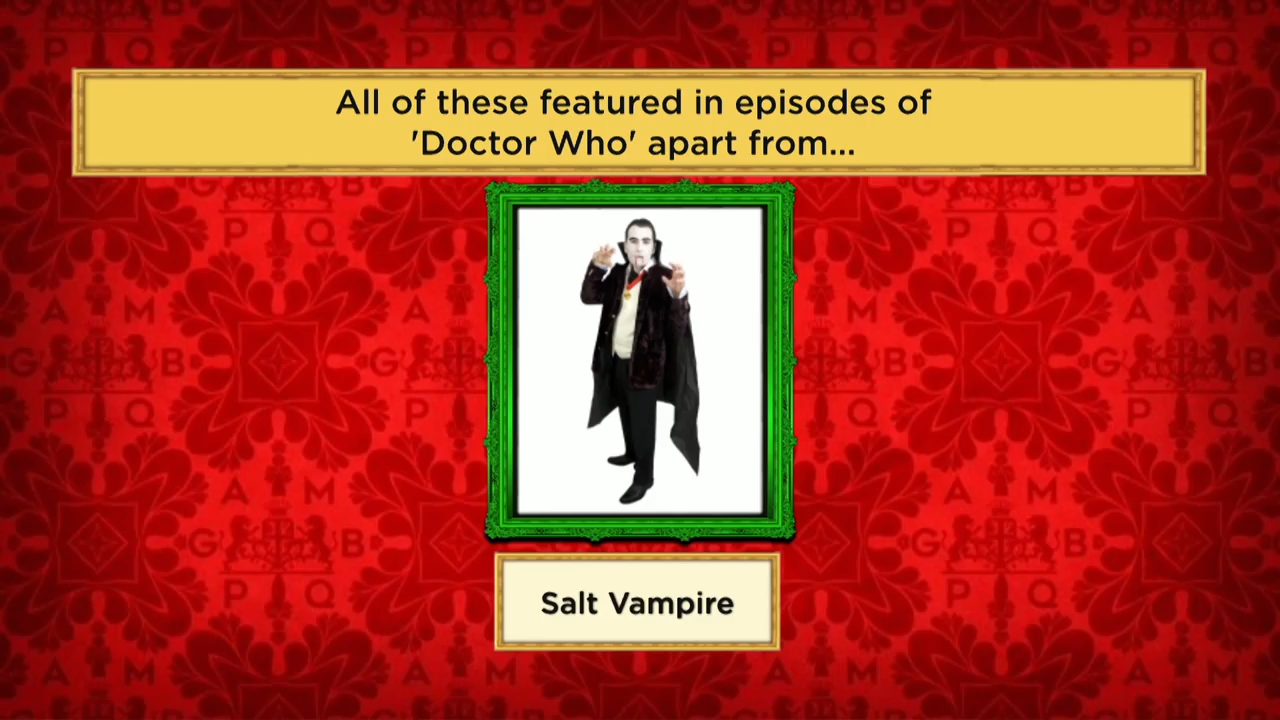 All of these featured in episodes of
'Doctor Who' apart from...
Salt Vampire
A M
G B
P Q